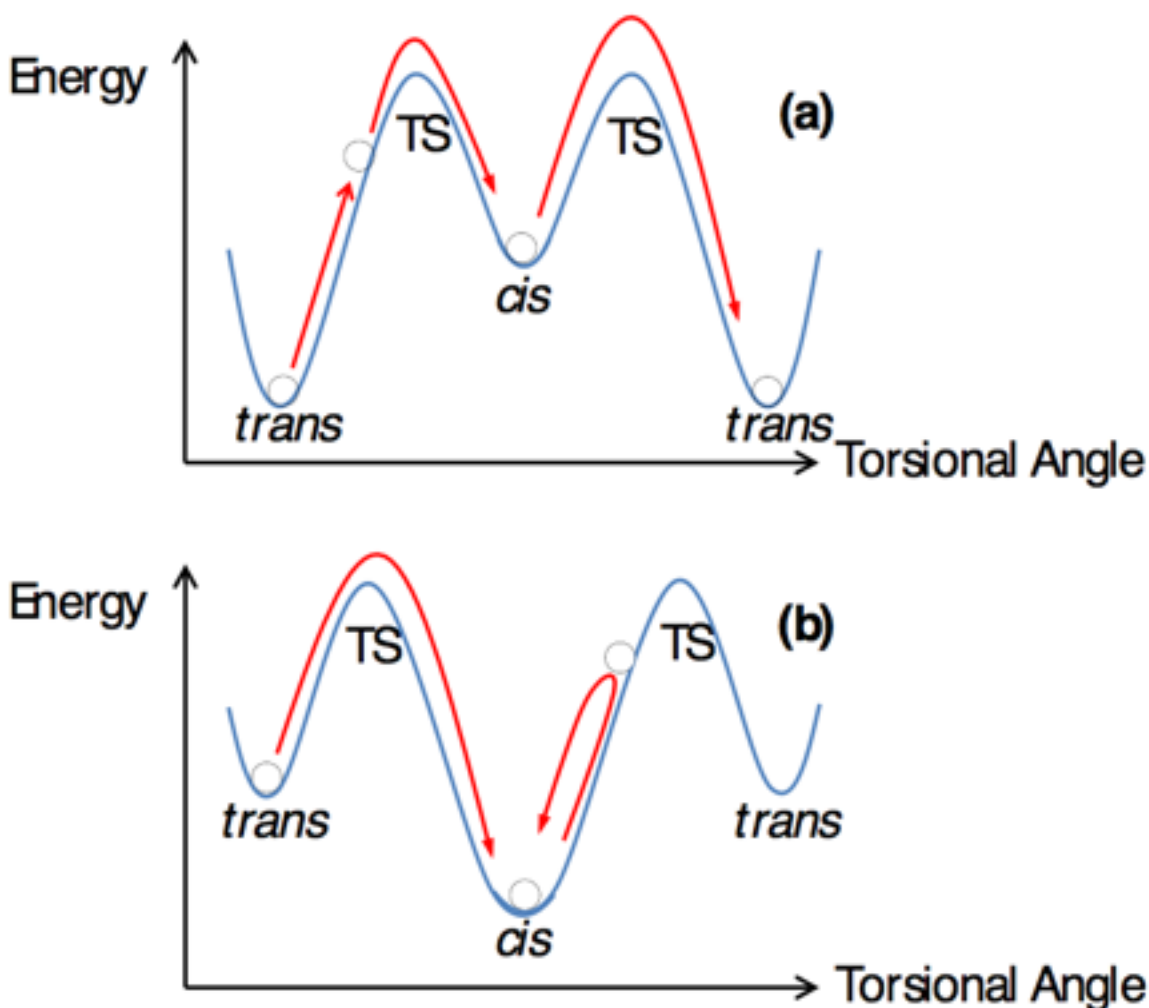 Energy
(a)
TS
TS
cis
trans
trans
Torsional Angle
Energy
(b)
TS
TS
trans
trans
cis
Torsional Angle